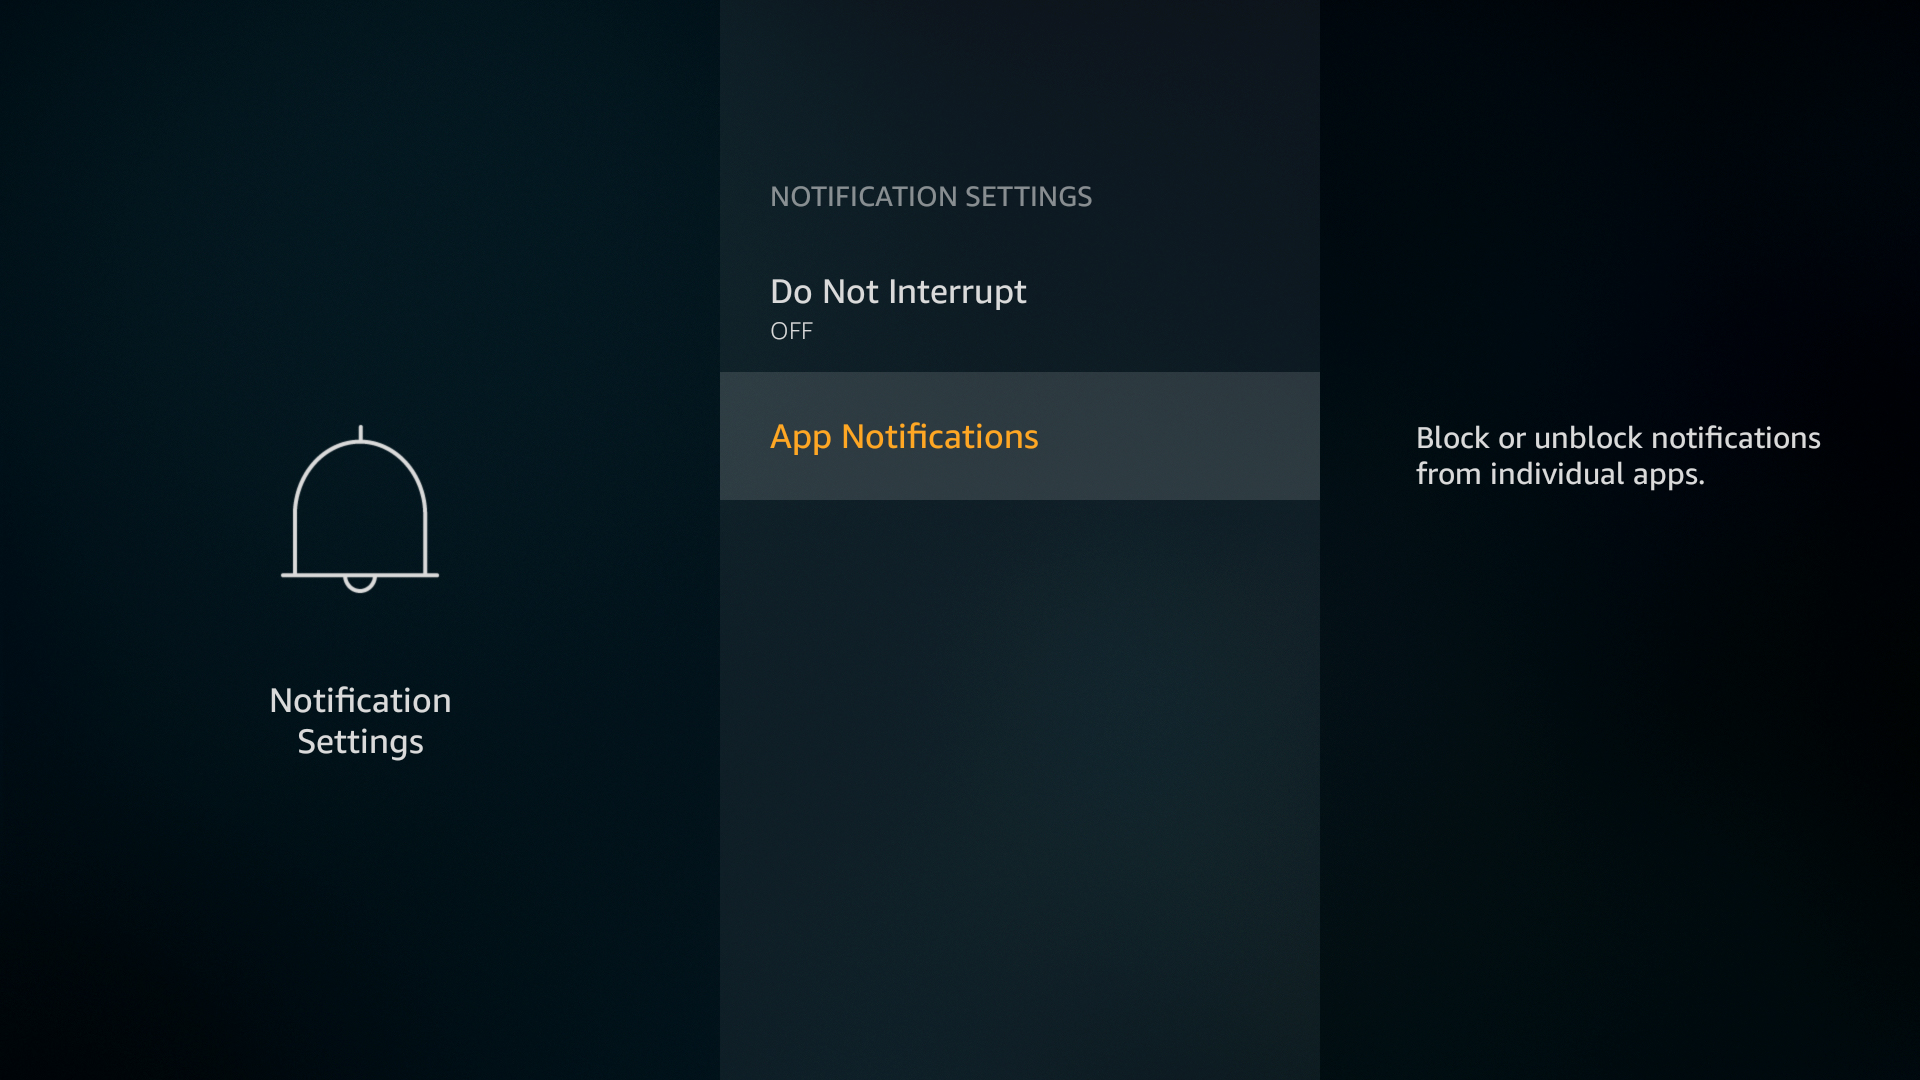 NOTIFICATION SETTINGS
Do Not Interrupt
OFF
App Notifications
Block or unblock notifications
from individual apps.
Notification
Settings